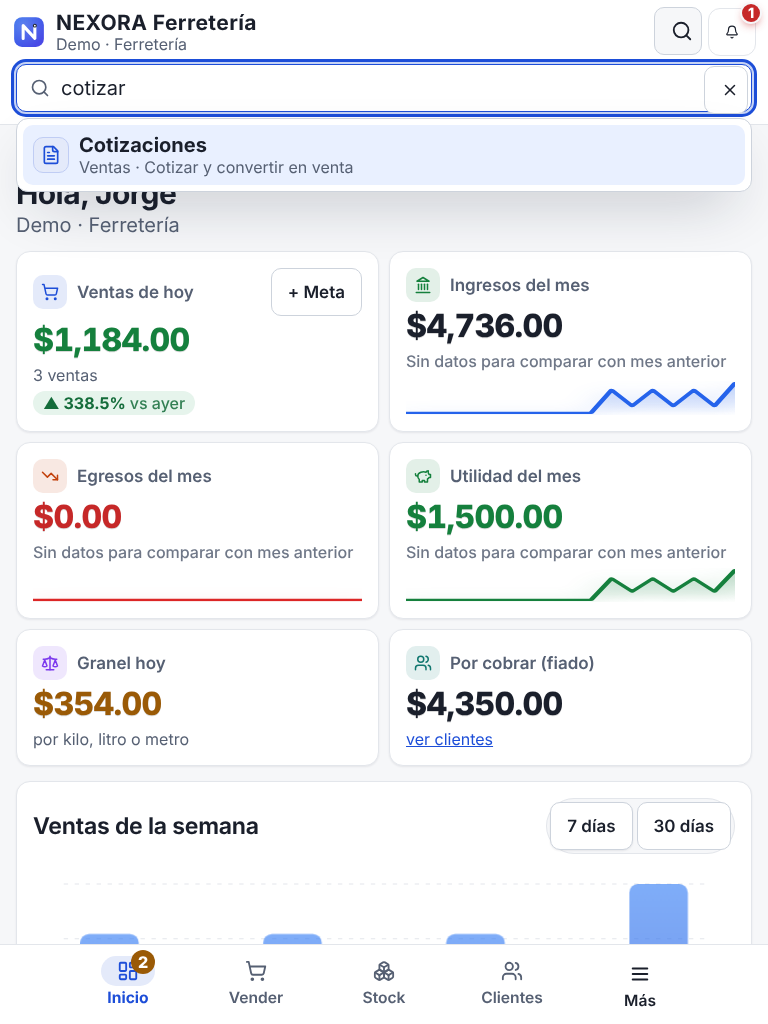 NEXORA Ferretería
Demo · Ferretería
1
cotizar
Cotizaciones
Ventas · Cotizar y convertir en venta
Hola, Jorge
Demo · Ferretería
Ventas de hoy
+ Meta
$1,184.00
3 ventas
▲ 338.5% vs ayer
Ingresos del mes
$4,736.00
Sin datos para comparar con mes anterior
Egresos del mes
$0.00
Sin datos para comparar con mes anterior
Utilidad del mes
$1,500.00
Sin datos para comparar con mes anterior
Granel hoy
$354.00
por kilo, litro o metro
Por cobrar (fiado)
$4,350.00
ver clientes
Ventas de la semana
7 días
30 días
2
Inicio
Vender
Stock
Clientes
Más